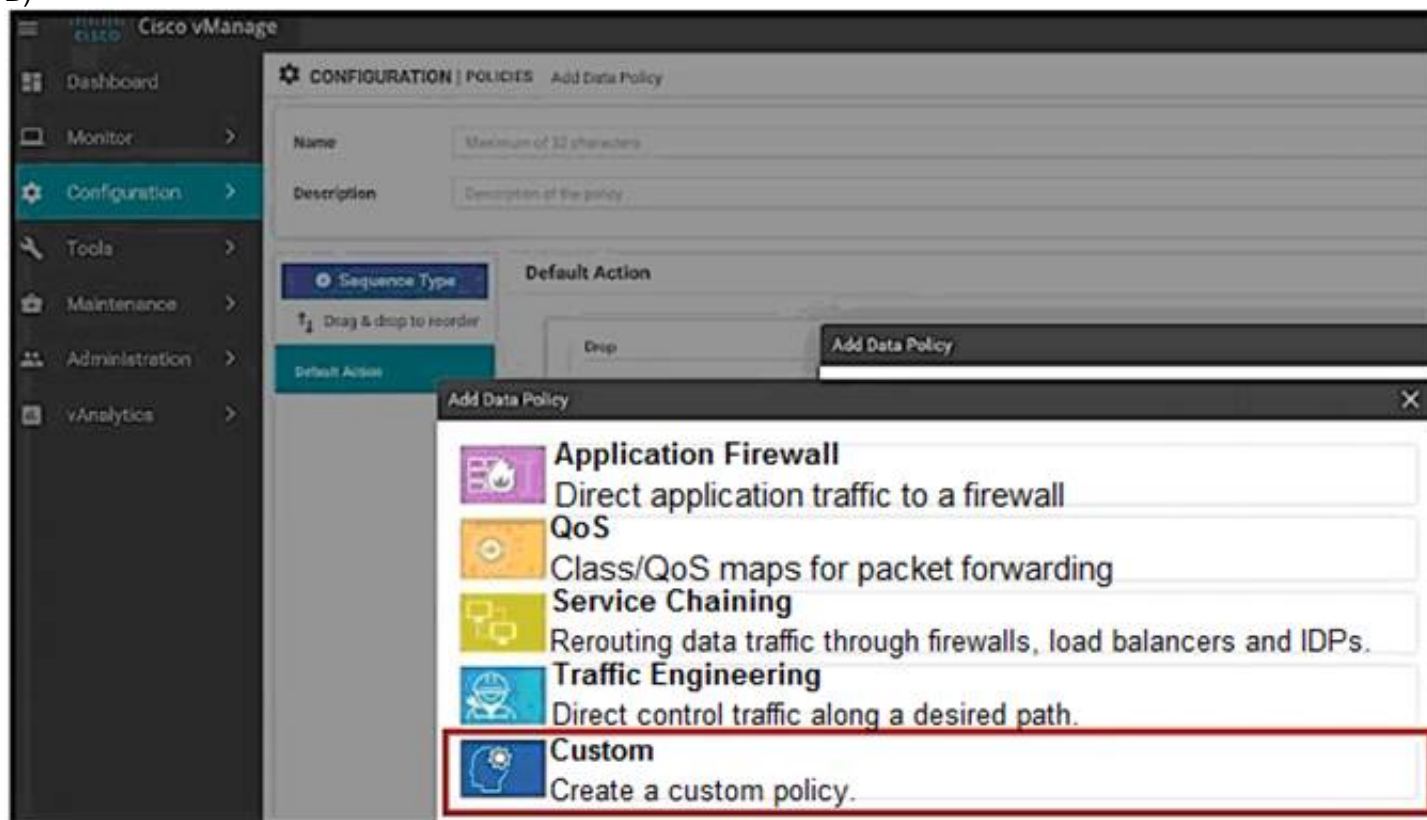 Cisco vManage
CONFIGURATION | POLICIES Add Data Policy
Dashboard
Monitor
Configuration
Tools
Maintenance
Administration
vAnalytics
Name
Maximum of 32 characters
Description
Description of the policy
Sequence Type
Drag & drop to reorder
Default Action
Default Action
Drop
Add Data Policy
Add Data Policy
Application Firewall
Direct application traffic to a firewall
QoS
Class/QoS maps for packet forwarding
Service Chaining
Rerouting data traffic through firewalls, load balancers and IDPs.
Traffic Engineering
Direct control traffic along a desired path.
Custom
Create a custom policy.